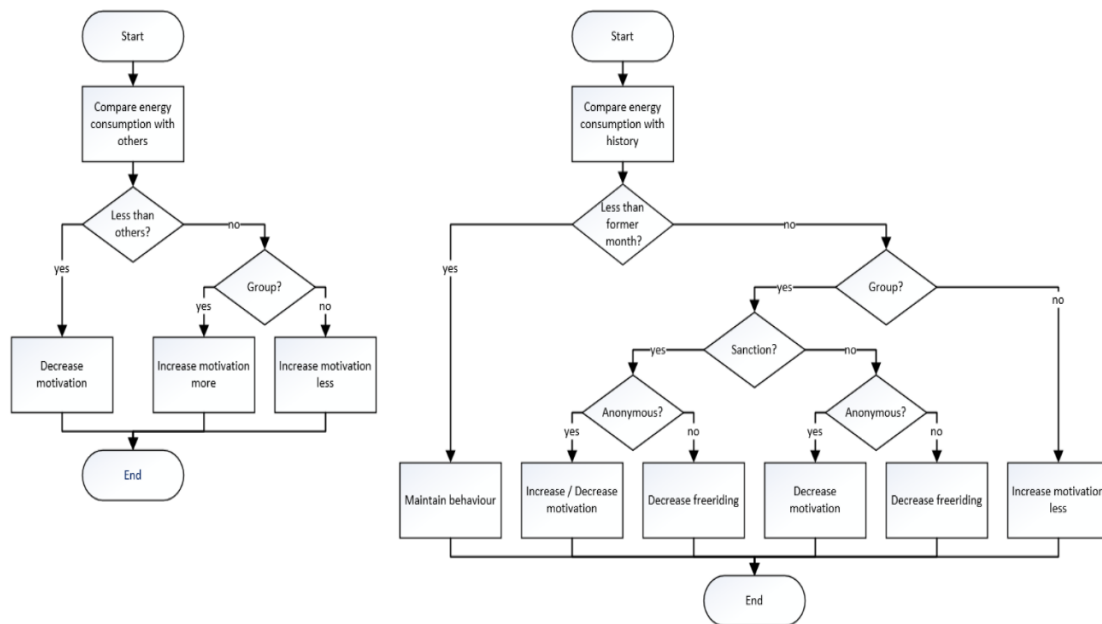 Start
Compare energy
consumption with
others
Less than
others?
no
yes
Group?
yes
no
Decrease
motivation
Increase motivation
more
Increase motivation
less
End
Start
Compare energy
consumption with
history
Less than
former
month?
no
yes
Group?
yes
no
Sanction?
yes
no
Anonymous?
yes
no
Anonymous?
yes
no
Maintain behaviour
Increase / Decrease
motivation
Decrease freeriding
Decrease
motivation
Decrease freeriding
Increase motivation
less
End